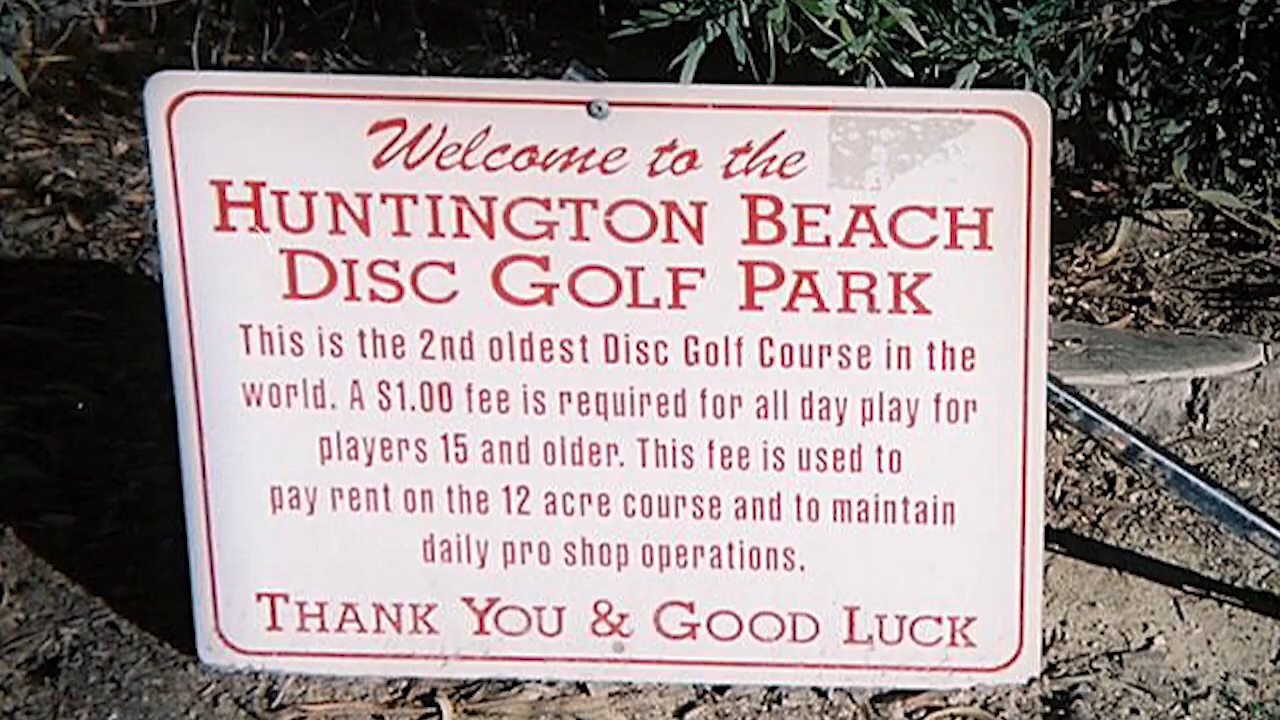 Welcome to the
HUNTINGTON BEACH
DISC GOLF PARK
This is the 2nd oldest Disc Golf Course in the
world. A $1.00 fee is required for all day play for
players 15 and older. This fee is used to
pay rent on the 12 acre course and to maintain
daily pro shop operations.
THANK YOU & GOOD LUCK